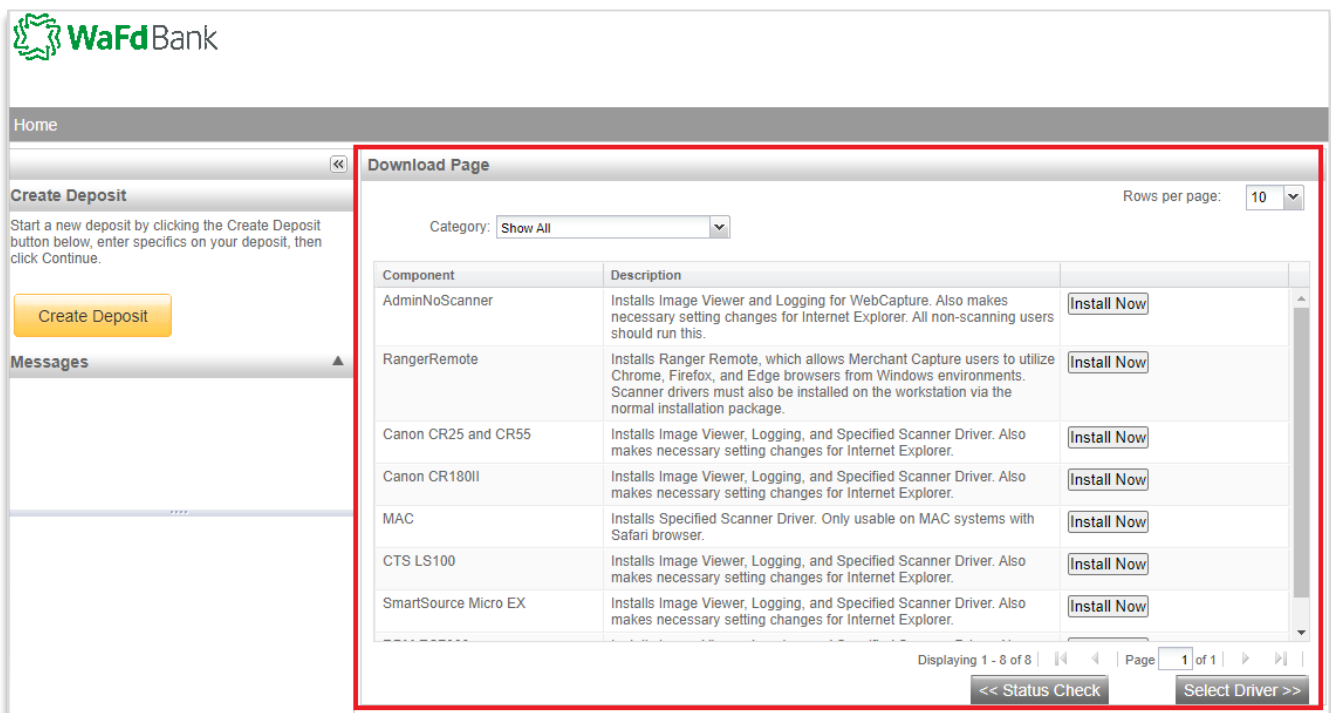 WaFd Bank
Home
Download Page
Rows per page: 10
Category: Show All
Create Deposit
Start a new deposit by clicking the Create Deposit
button below, enter specifics on your deposit, then
click Continue.
Create Deposit
Messages
Component Description
AdminNoScanner Installs Image Viewer and Logging for WebCapture. Also makes
necessary setting changes for Internet Explorer. All non-scanning users
should run this.
Install Now
RangerRemote Installs Ranger Remote, which allows Merchant Capture users to utilize
Chrome, Firefox, and Edge browsers from Windows environments.
Scanner drivers must also be installed on the workstation via the
normal installation package.
Install Now
Canon CR25 and CR55 Installs Image Viewer, Logging, and Specified Scanner Driver. Also
makes necessary setting changes for Internet Explorer.
Install Now
Canon CR180II Installs Image Viewer, Logging, and Specified Scanner Driver. Also
makes necessary setting changes for Internet Explorer.
Install Now
MAC Installs Specified Scanner Driver. Only usable on MAC systems with
Safari browser.
Install Now
CTS LS100 Installs Image Viewer, Logging, and Specified Scanner Driver. Also
makes necessary setting changes for Internet Explorer.
Install Now
SmartSource Micro EX Installs Image Viewer, Logging, and Specified Scanner Driver. Also
makes necessary setting changes for Internet Explorer.
Install Now
Displaying 1 - 8 of 8 Page 1 of 1
<< Status Check Select Driver >>